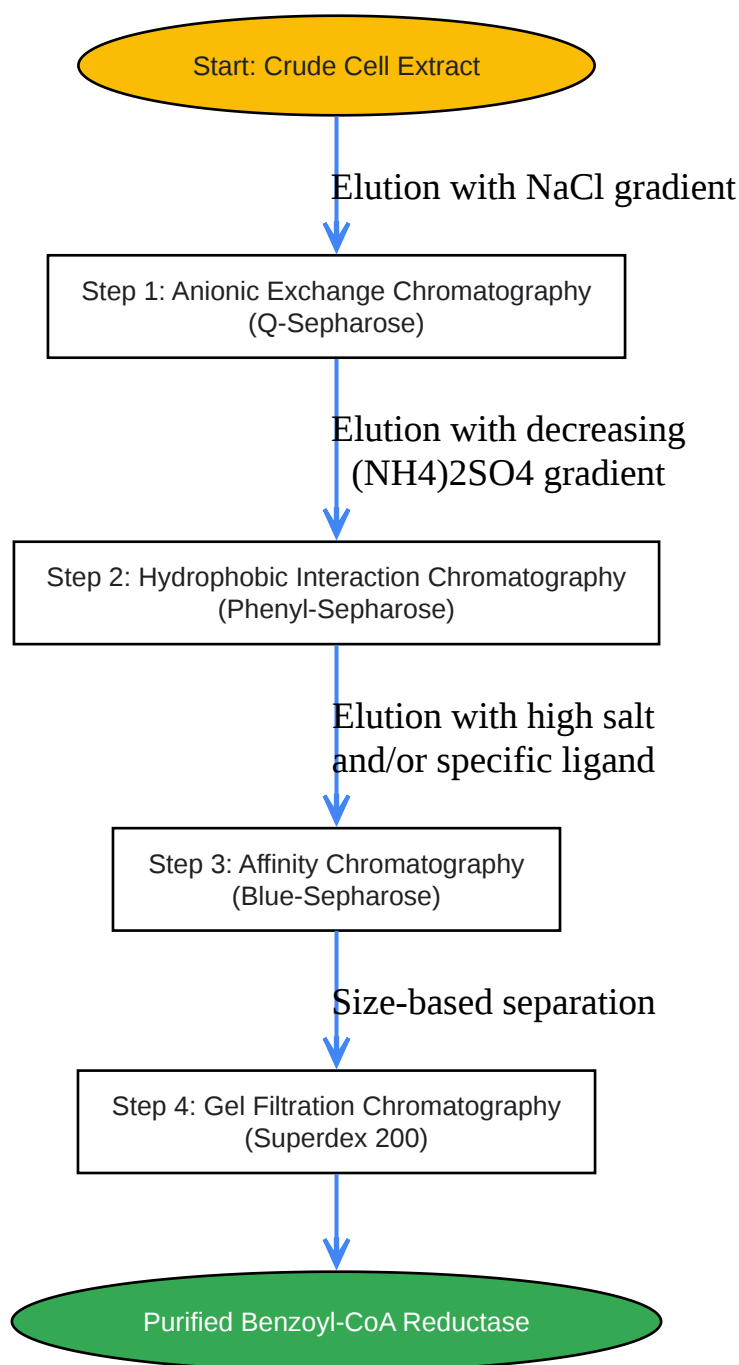 Start: Crude Cell Extract
Elution with NaCl gradient
Step 1: Anionic Exchange Chromatography
(Q-Sepharose)
Elution with decreasing
(NH4)2SO4 gradient
Step 2: Hydrophobic Interaction Chromatography
(Phenyl-Sepharose)
Elution with high salt
and/or specific ligand
Step 3: Affinity Chromatography
(Blue-Sepharose)
Size-based separation
Step 4: Gel Filtration Chromatography
(Superdex 200)
Purified Benzoyl-CoA Reductase